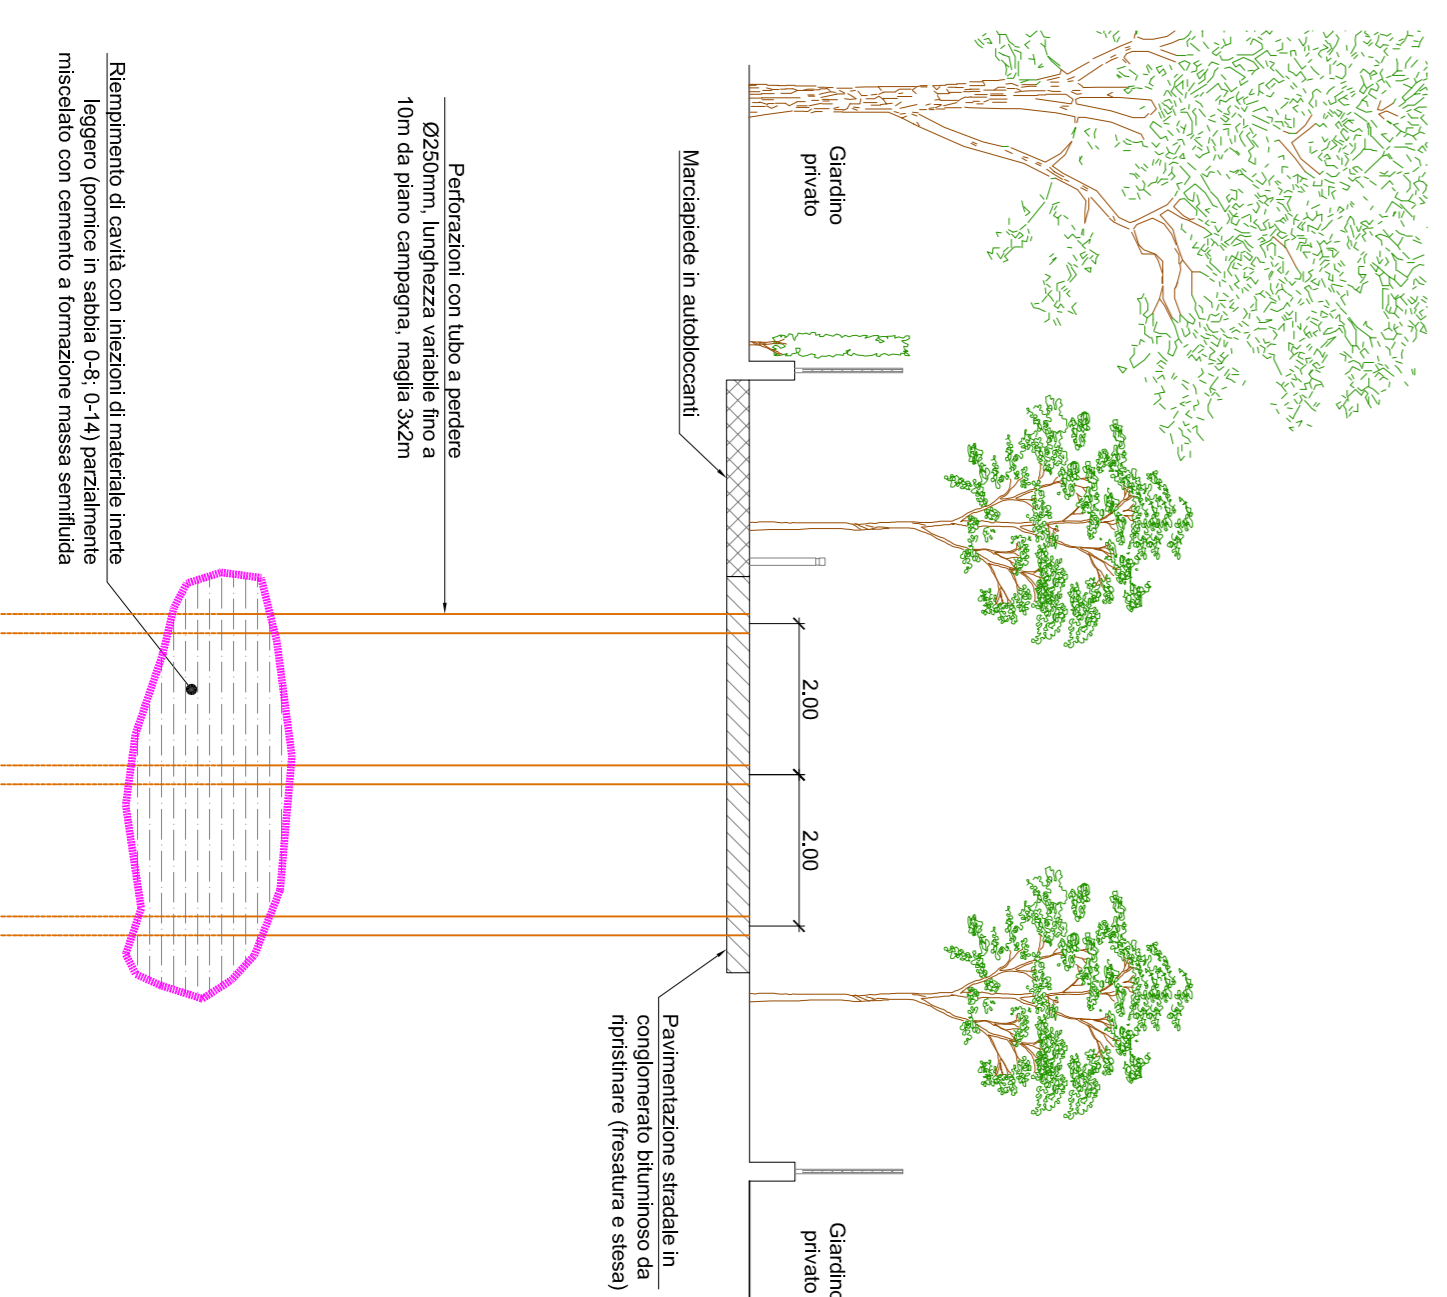 Giardino
privato
Marciapiede in autobloccanti
2.00
2.00
Giardino
privato
Pavimentazione stradale in
conglomerato bituminoso da
ripristinare (fresatura e stesa)
Perforazioni con tubo a perdere
Ø250mm, lunghezza variabile fino a
10m da piano campagna, maglia 3x2m
Riempimento di cavità con iniezioni di materiale inerte
leggero (pomice in sabbia 0-8; 0-14) parzialmente
miscelato con cemento a formazione massa semifluida